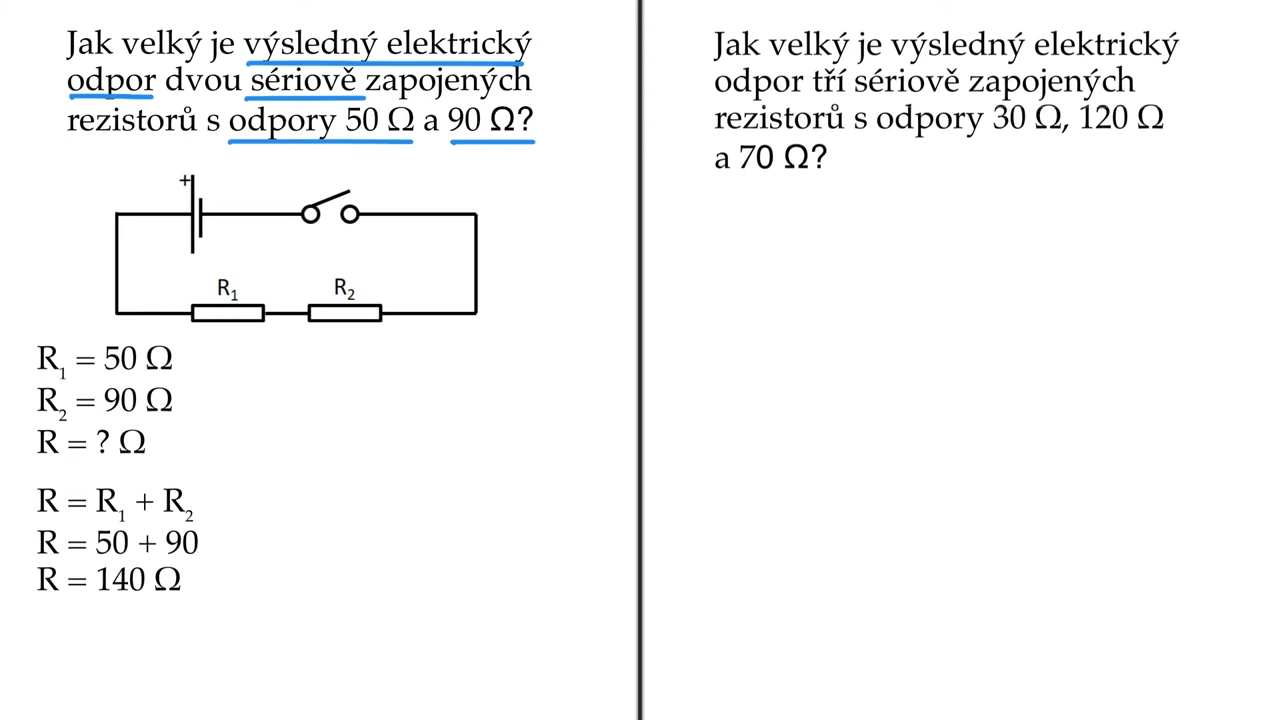 Jak velký je výsledný elektrický
odpor dvou sériově zapojených
rezistorů s odpory 50 Ω a 90 Ω?
+
R₁ R₂
R₁ = 50 Ω
R₂ = 90 Ω
R = ? Ω
R = R₁ + R₂
R = 50 + 90
R = 140 Ω
Jak velký je výsledný elektrický
odpor tří sériově zapojených
rezistorů s odpory 30 Ω, 120 Ω
a 70 Ω?